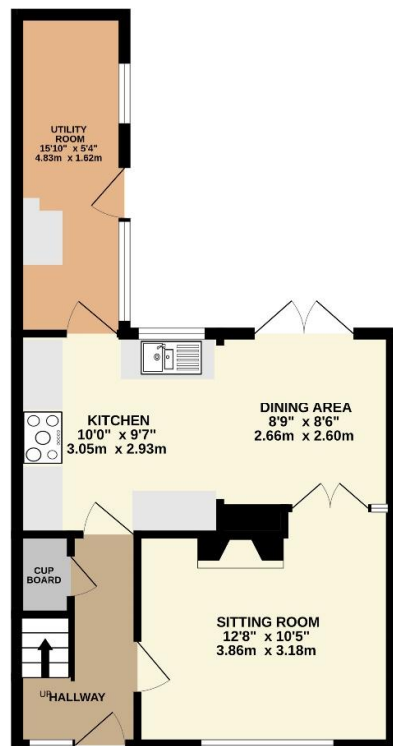 UTILITY
ROOM
15'10" x 5'4"
4.83m x 1.62m
KITCHEN
10'0" x 9'7"
3.05m x 2.93m
DINING AREA
8'9" x 8'6"
2.66m x 2.60m
CUP
BOARD
SITTING ROOM
12'8" x 10'5"
3.86m x 3.18m
UP
HALLWAY